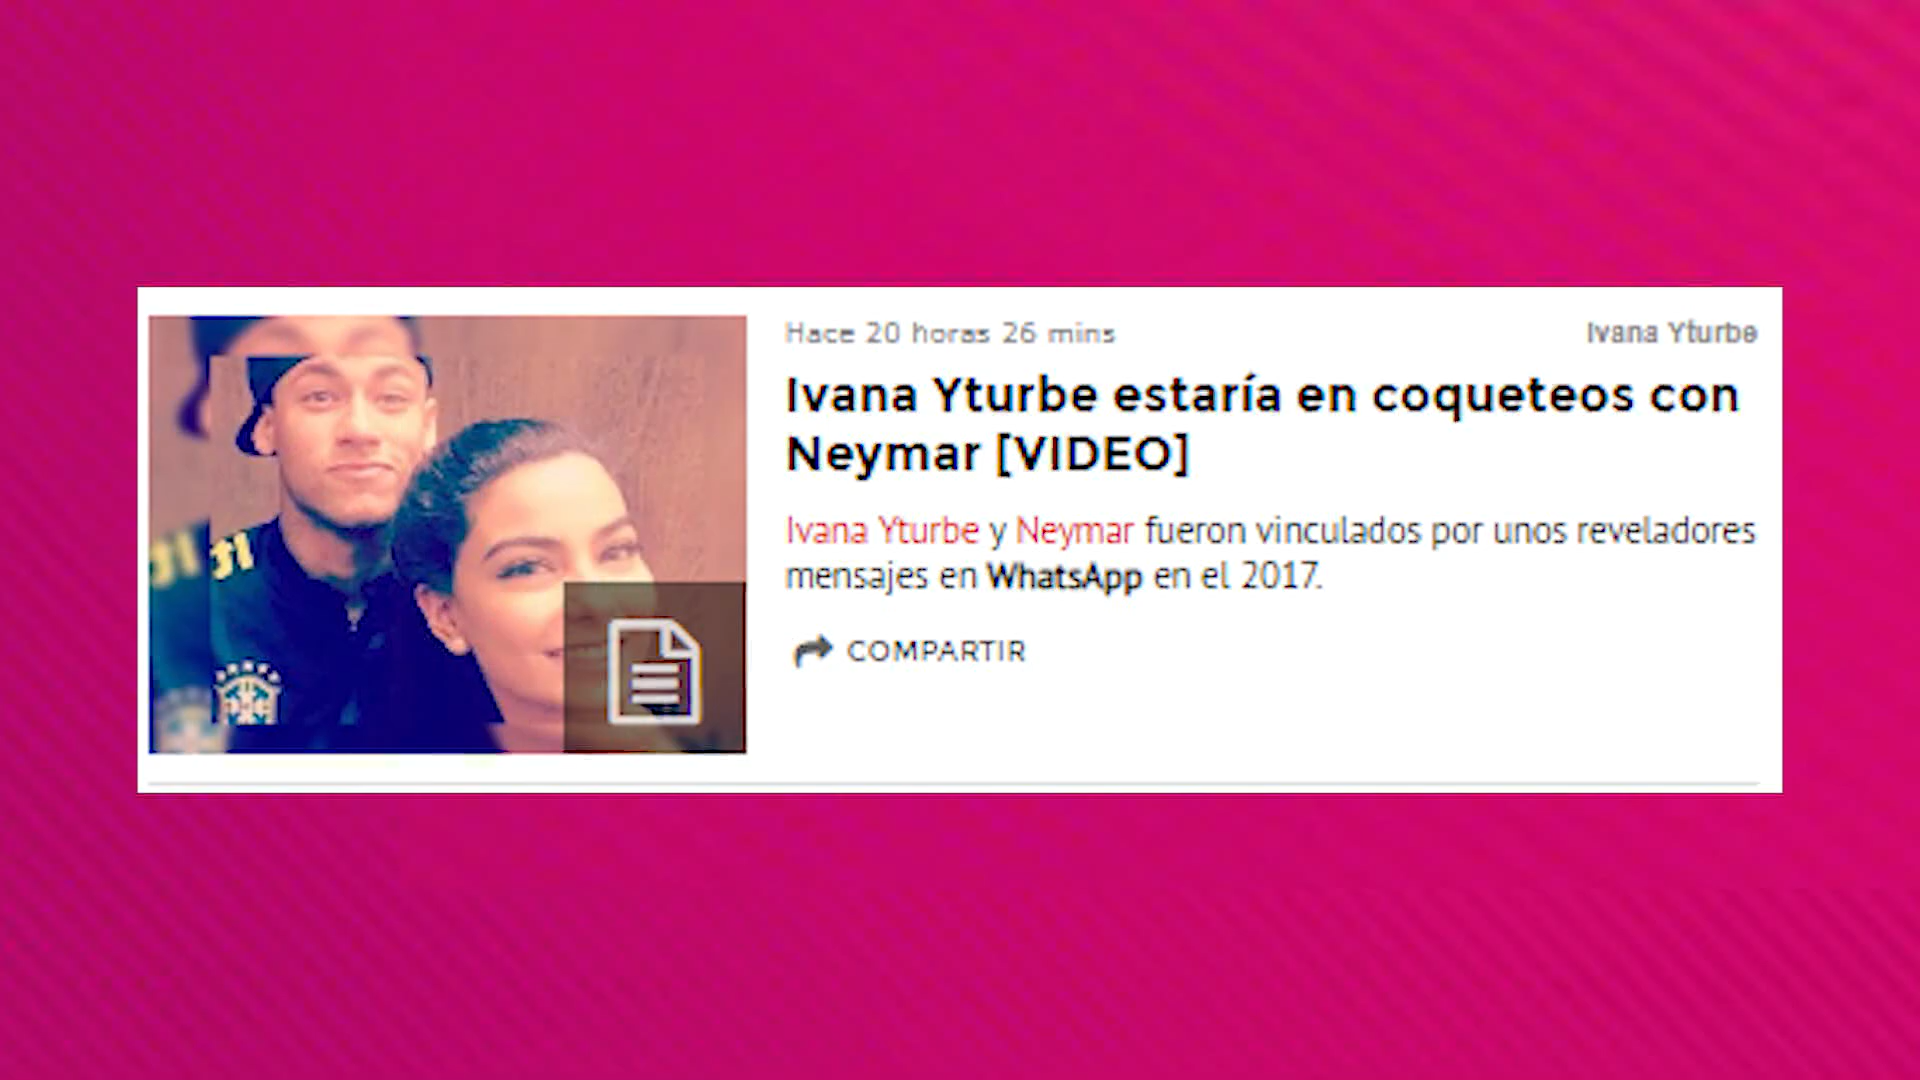 Hace 20 horas 26 mins
Ivana Yturbe
Ivana Yturbe estaría en coqueteos con
Neymar [VIDEO]
Ivana Yturbe y Neymar fueron vinculados por unos reveladores
mensajes en WhatsApp en el 2017.
COMPARTIR